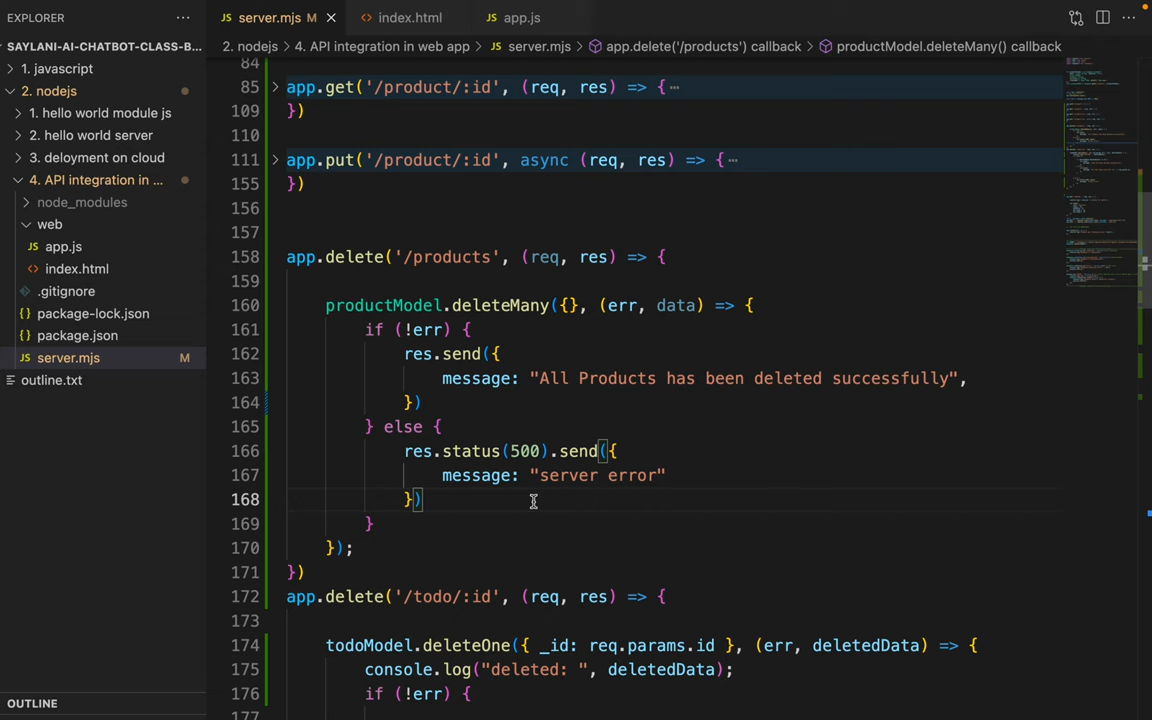 EXPLORER
SAYLANI-AI-CHATBOT-CLASS-B...
1. javascript
2. nodejs
1. hello world module js
2. hello world server
3. deloyment on cloud
4. API integration in ...
node_modules
web
JS app.js
<> index.html
.gitignore
package-lock.json
package.json
JS server.mjs M
outline.txt
OUTLINE
JS server.mjs M × <> index.html JS app.js
2. nodejs > 4. API integration in web app > JS server.mjs > app.delete('/products') callback > productModel.deleteMany() callback
84
85 app.get('/product/:id', (req, res) => {⋯
109 })
110
111 app.put('/product/:id', async (req, res) => {⋯
155 })
156
157
158 app.delete('/products', (req, res) => {
159
160 productModel.deleteMany({}, (err, data) => {
161 if (!err) {
162 res.send({
163 message: "All Products has been deleted successfully",
164 })
165 } else {
166 res.status(500).send({
167 message: "server error"
168 })
169 }
170 });
171 })
172 app.delete('/todo/:id', (req, res) => {
173
174 todoModel.deleteOne({ _id: req.params.id }, (err, deletedData) => {
175 console.log("deleted: ", deletedData);
176 if (!err) {
177